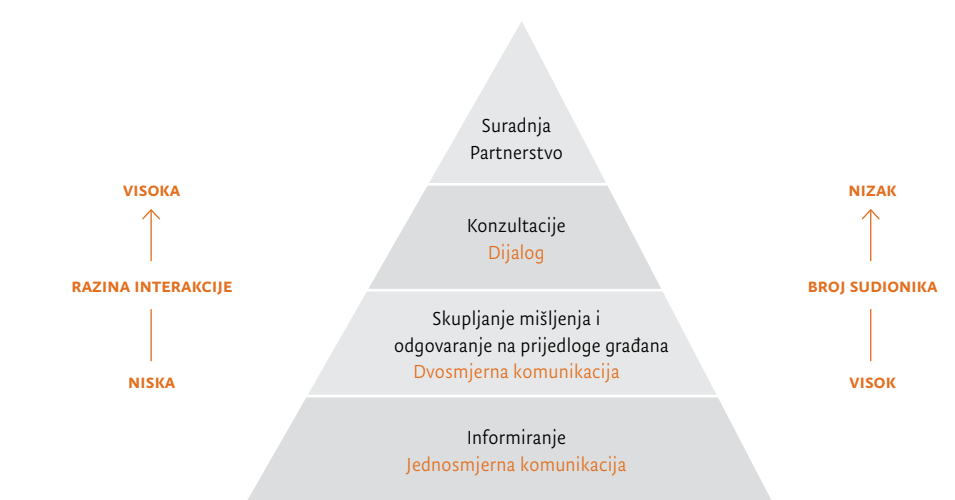 Suradnja
Partnerstvo
Konzultacije
Dijalog
Skupljanje mišljenja i
odgovaranje na prijedloge građana
Dvosmjerna komunikacija
Informiranje
Jednosmjerna komunikacija
VISOKA
RAZINA INTERAKCIJE
NISKA
NIZAK
BROJ SUDIONIKA
VISOK